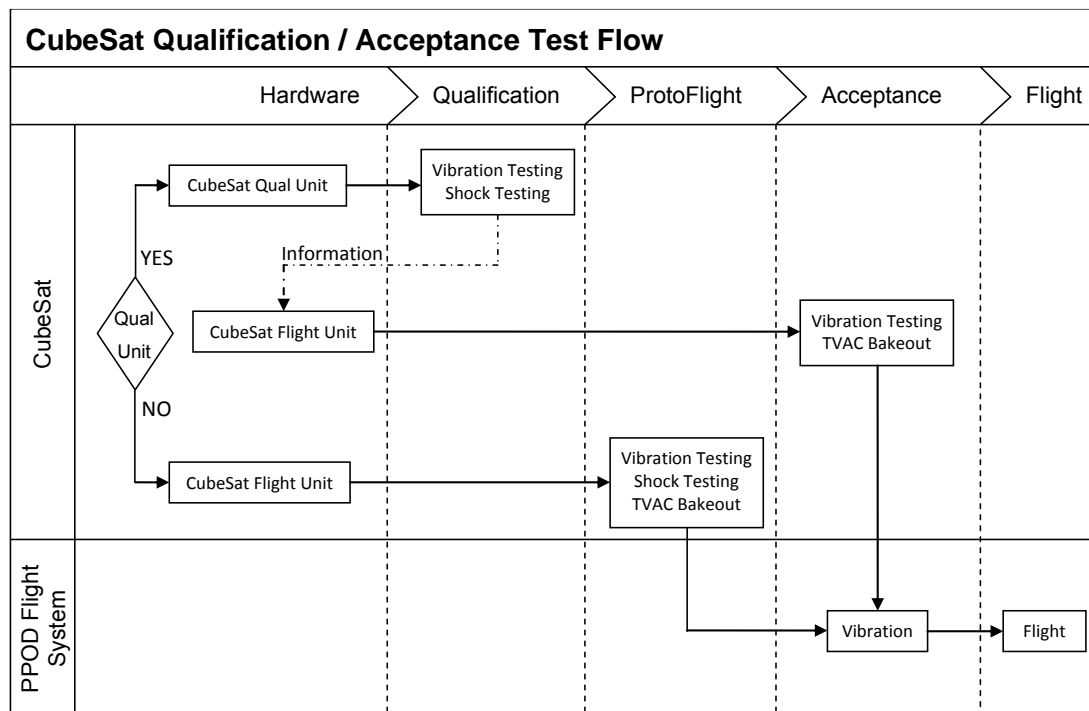 CubeSat Qualification / Acceptance Test Flow
Hardware
Qualification
ProtoFlight
Acceptance
Flight
CubeSat
CubeSat Qual Unit
Vibration Testing
Shock Testing
YES
Information
Qual
Unit
CubeSat Flight Unit
Vibration Testing
TVAC Bakeout
NO
CubeSat Flight Unit
Vibration Testing
Shock Testing
TVAC Bakeout
PPOD Flight
System
Vibration
Flight